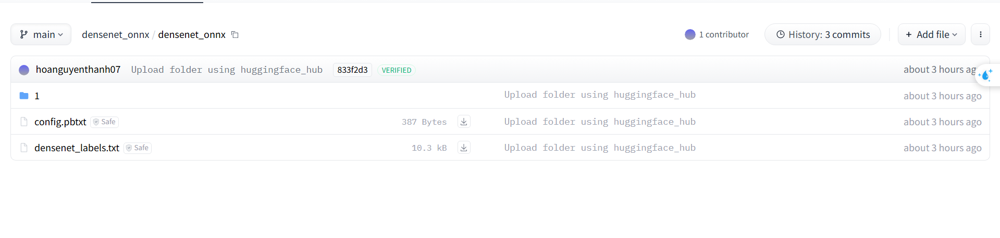 main densenet_onnx / densenet_onnx 1 contributor History: 3 commits + Add file
hoanguyenthanh07 Upload folder using huggingface_hub 833f2d3 VERIFIED about 3 hours ag
1 Upload folder using huggingface_hub about 3 hours ago
config.pbtxt Safe 387 Bytes Upload folder using huggingface_hub about 3 hours ago
densenet_labels.txt Safe 10.3 kB Upload folder using huggingface_hub about 3 hours ago